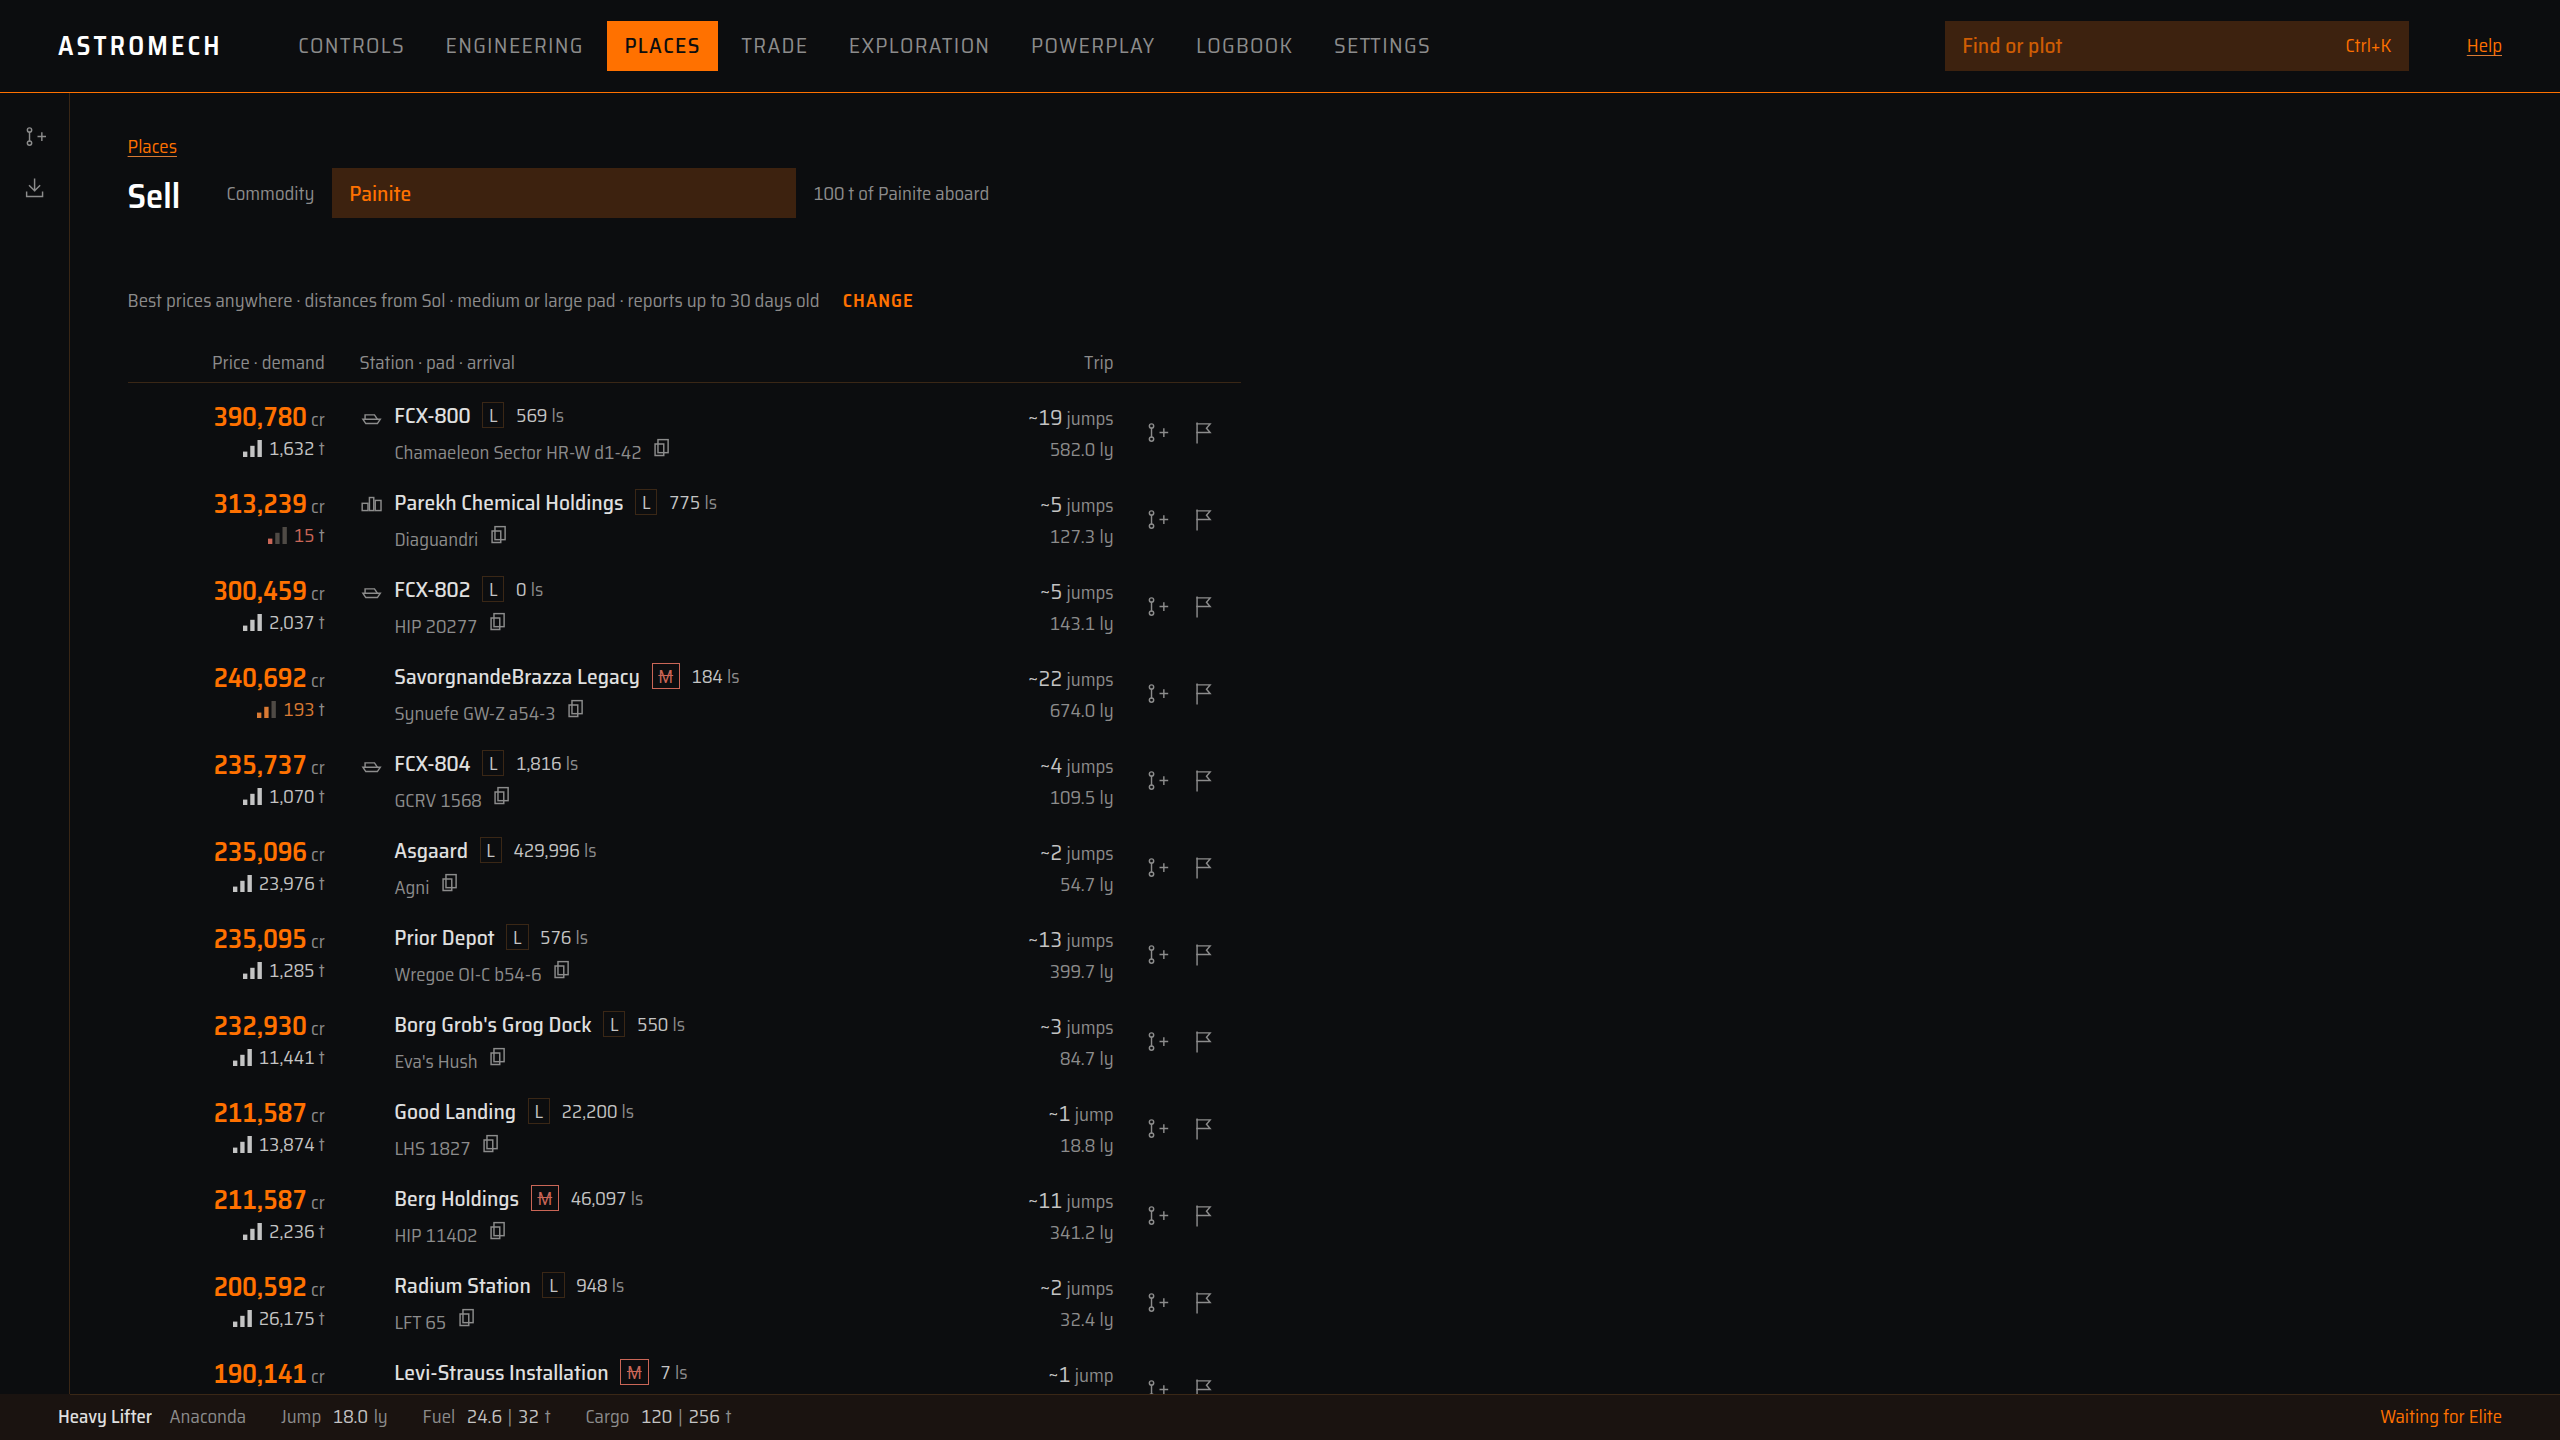 ASTROMECH CONTROLS ENGINEERING PLACES TRADE EXPLORATION POWERPLAY LOGBOOK SETTINGS Find or plot Ctrl+K Help
Places
Sell Commodity Painite 100 t of Painite aboard
Best prices anywhere · distances from Sol · medium or large pad · reports up to 30 days old CHANGE
Price · demand Station · pad · arrival Trip
390,780 cr FCX-800 L 569 ls ~19 jumps
1,632 t Chamaeleon Sector HR-W d1-42 582.0 ly
313,239 cr Parekh Chemical Holdings L 775 ls ~5 jumps
15 t Diaguandri 127.3 ly
300,459 cr FCX-802 L 0 ls ~5 jumps
2,037 t HIP 20277 143.1 ly
240,692 cr SavorgnandeBrazza Legacy M 184 ls ~22 jumps
193 t Synuefe GW-Z a54-3 674.0 ly
235,737 cr FCX-804 L 1,816 ls ~4 jumps
1,070 t GCRV 1568 109.5 ly
235,096 cr Asgaard L 429,996 ls ~2 jumps
23,976 t Agni 54.7 ly
235,095 cr Prior Depot L 576 ls ~13 jumps
1,285 t Wregoe OI-C b54-6 399.7 ly
232,930 cr Borg Grob's Grog Dock L 550 ls ~3 jumps
11,441 t Eva's Hush 84.7 ly
211,587 cr Good Landing L 22,200 ls ~1 jump
13,874 t LHS 1827 18.8 ly
211,587 cr Berg Holdings M 46,097 ls ~11 jumps
2,236 t HIP 11402 341.2 ly
200,592 cr Radium Station L 948 ls ~2 jumps
26,175 t LFT 65 32.4 ly
190,141 cr Levi-Strauss Installation M 7 ls ~1 jump
Heavy Lifter Anaconda Jump 18.0 ly Fuel 24.6 | 32 t Cargo 120 | 256 t Waiting for Elite